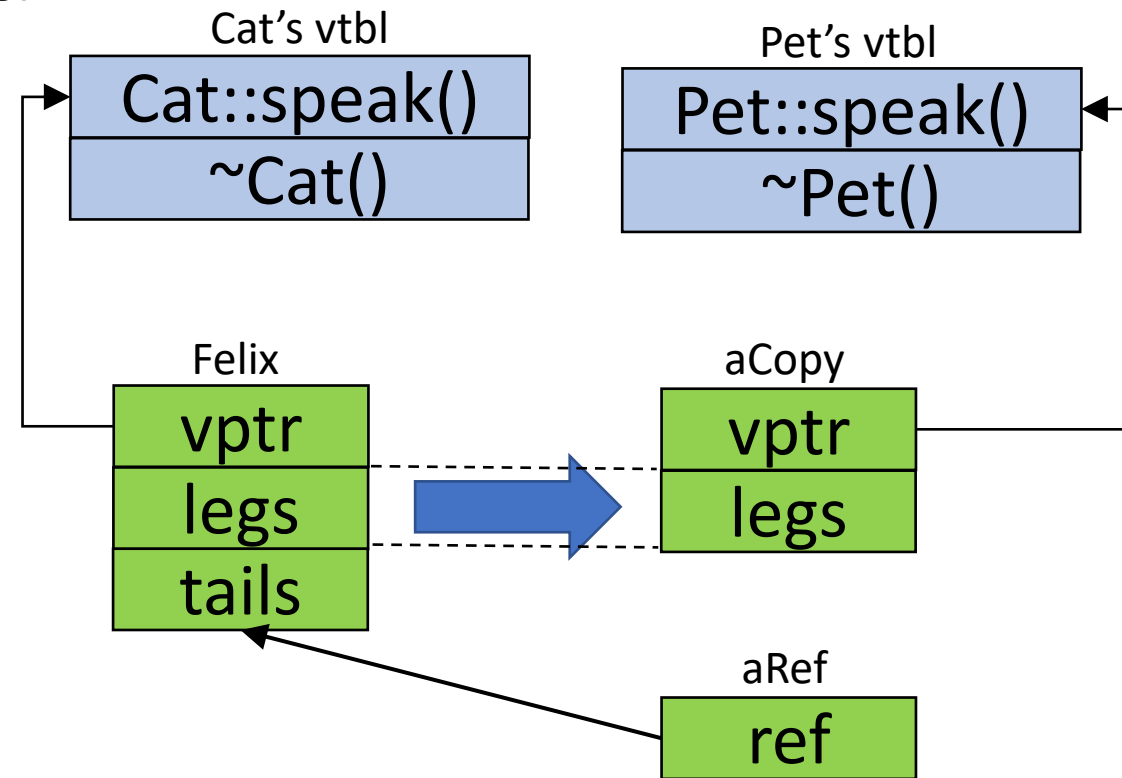 Cat’s vtbl
Pet’s vtbl
Cat::speak()
Pet::speak()
~Cat()
~Pet()
Felix
aCopy
vptr
vptr
legs
legs
tails
aRef
ref